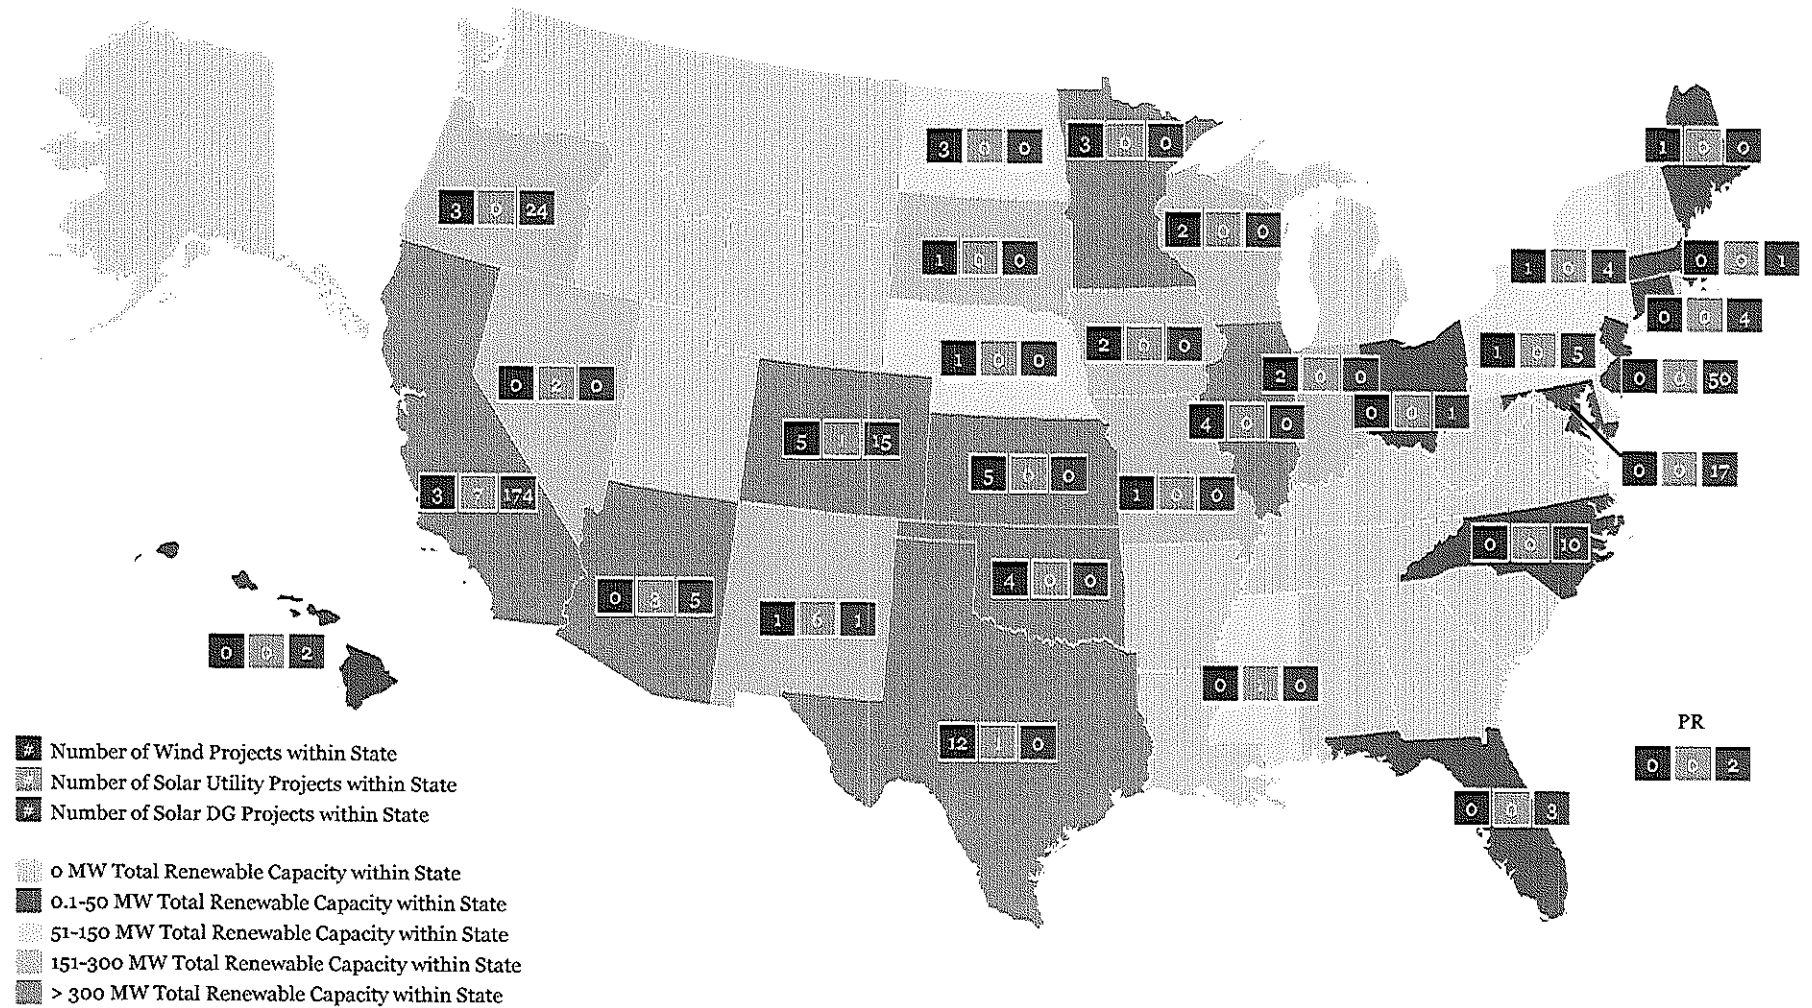 3 0 0
3 0 0
1 0 0
3 0 24
2 0 0
1 0 0
1 0 4
0 0 1
0 0 4
2 0 0
1 0 5
1 0 0
2 0 0
0 2 0
0 0 50
4 0 0
0 0 1
5 1 15
5 0 0
0 0 17
3 7 174
1 0 0
0 0 10
4 0 0
0 5
1 6 1
0 0 2
0 1 0
PR
12 1 0
0 0 2
0 0 3
# Number of Wind Projects within State
# Number of Solar Utility Projects within State
# Number of Solar DG Projects within State
0 MW Total Renewable Capacity within State
0.1-50 MW Total Renewable Capacity within State
51-150 MW Total Renewable Capacity within State
151-300 MW Total Renewable Capacity within State
> 300 MW Total Renewable Capacity within State